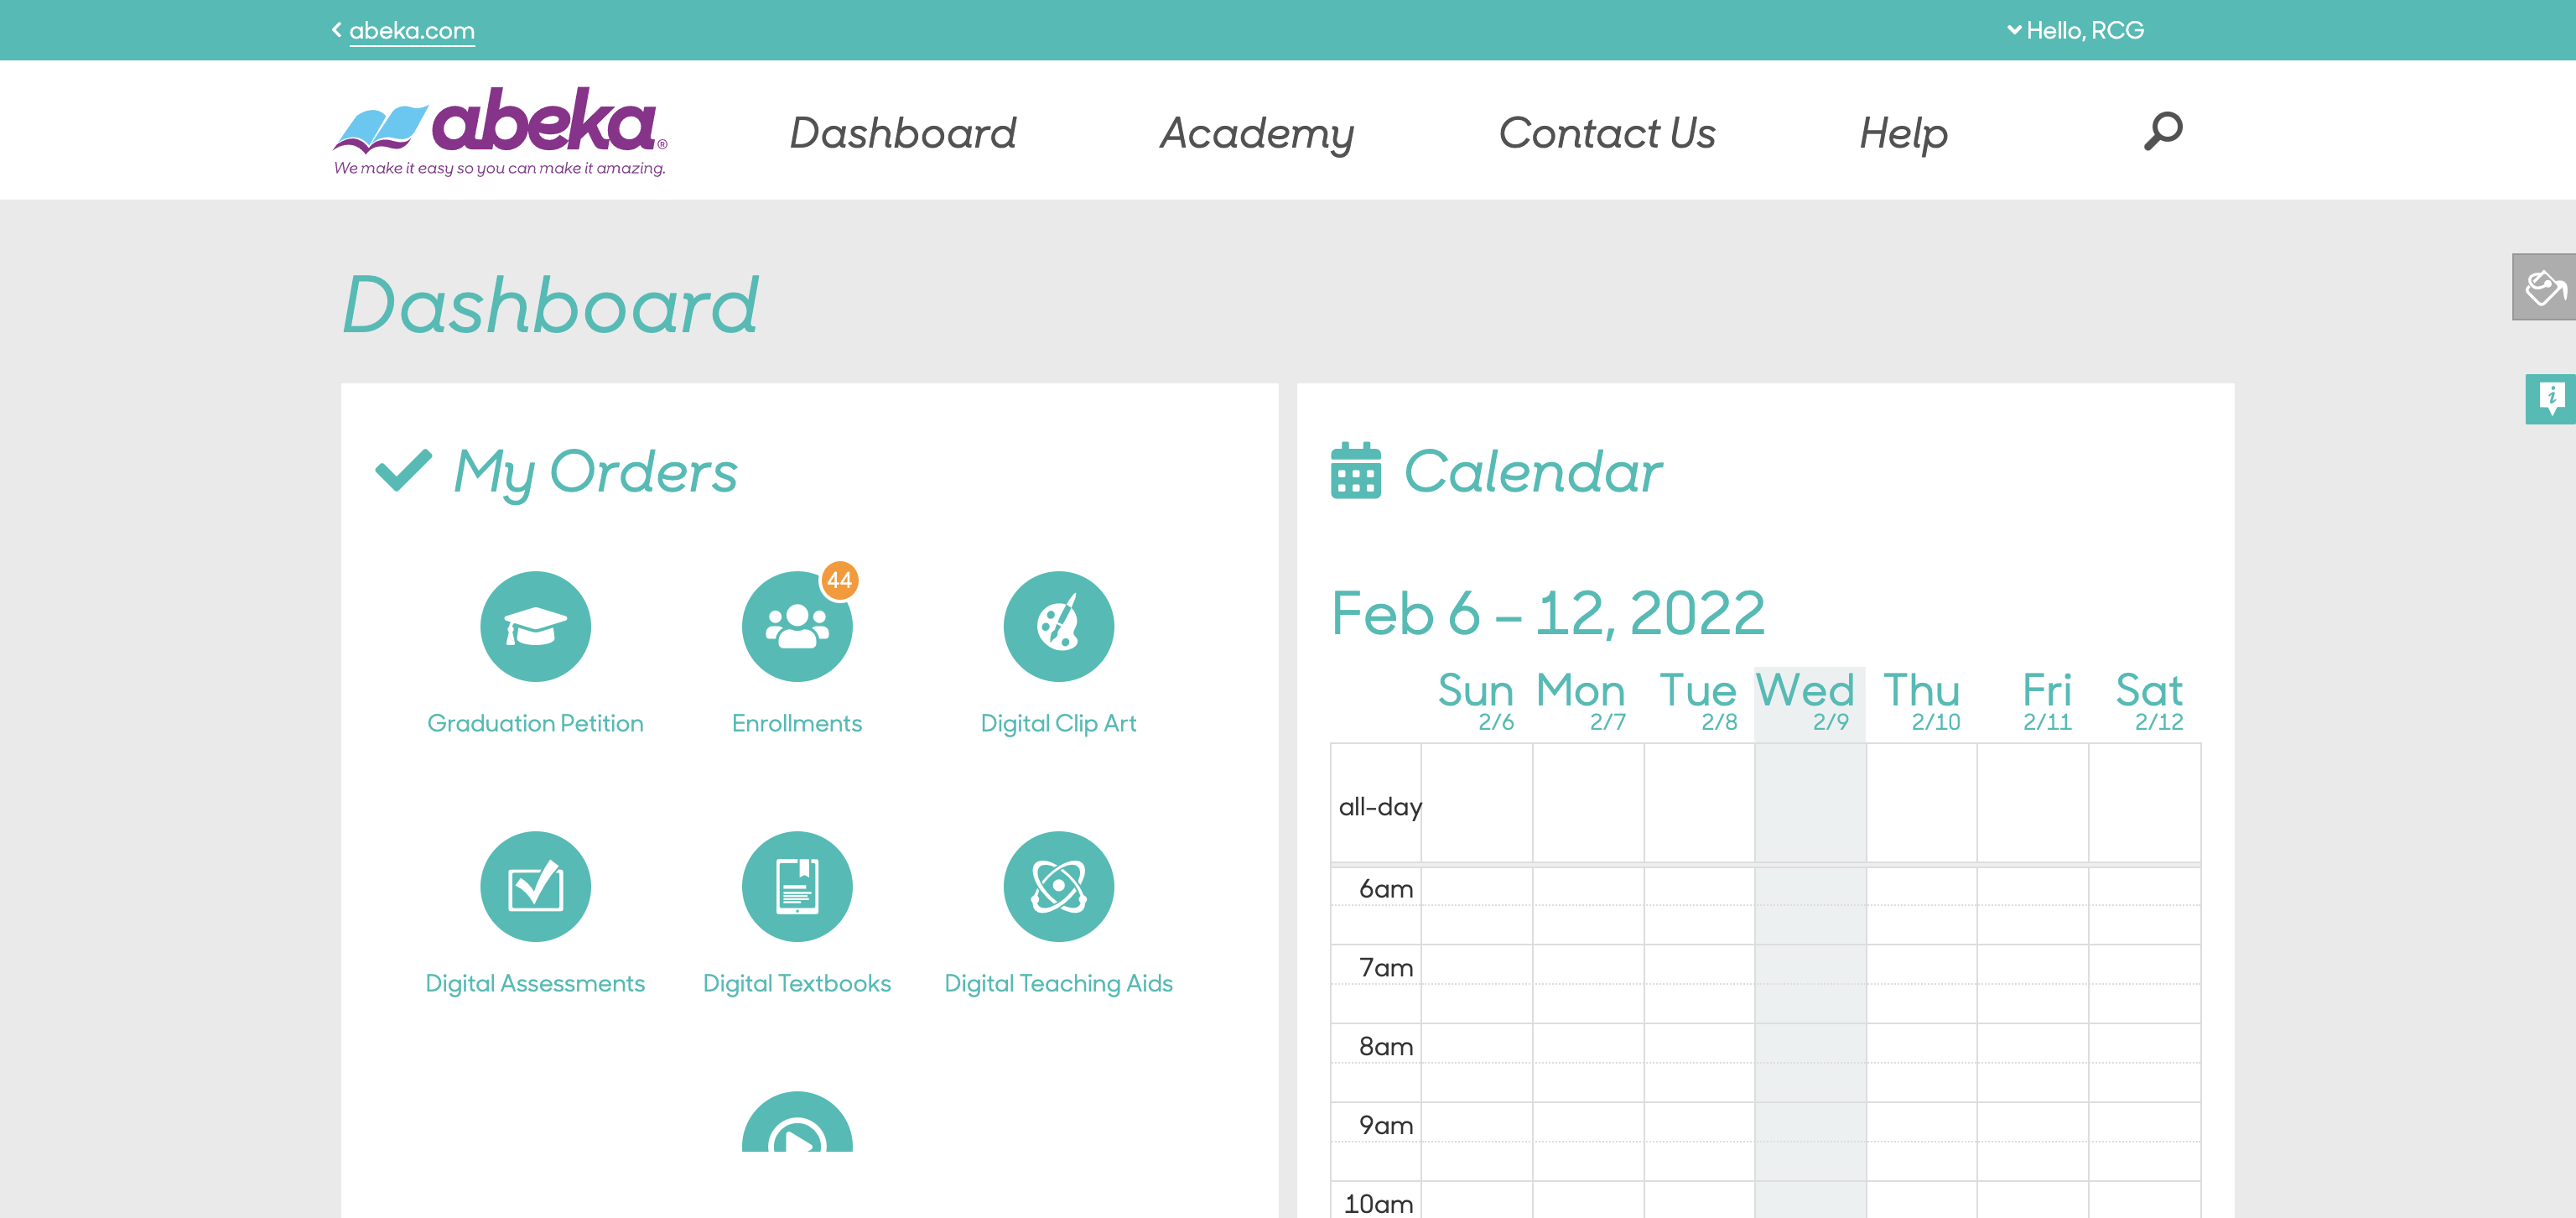 abeka.com
Hello, RCG
abeka®
We make it easy so you can make it amazing.
Dashboard
Academy
Contact Us
Help
Dashboard
My Orders
44
Graduation Petition
Enrollments
Digital Clip Art
Digital Assessments
Digital Textbooks
Digital Teaching Aids
Calendar
Feb 6 – 12, 2022
Sun Mon Tue Wed Thu Fri Sat
2/6 2/7 2/8 2/9 2/10 2/11 2/12
all-day
6am
7am
8am
9am
10am